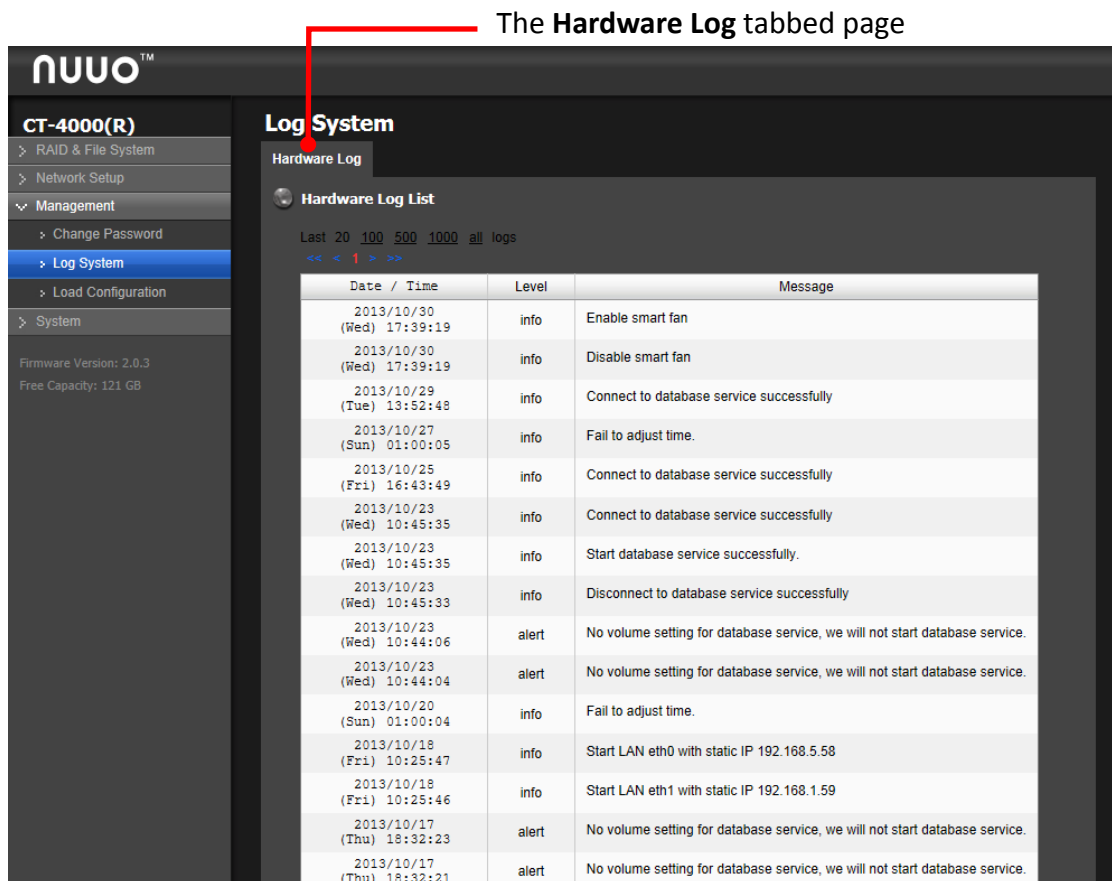 The Hardware Log tabbed page
nuuo™
CT-4000(R)
> RAID & File System
> Network Setup
Management
Change Password
Log System
Load Configuration
> System
Firmware Version: 2.0.3
Free Capacity: 121 GB
Log System
Hardware Log
Hardware Log List
Last 20 100 500 1000 all logs
<< < 1 > >>
Date / Time Level Message
2013/10/30
(Wed) 17:39:19 info Enable smart fan
2013/10/30
(Wed) 17:39:19 info Disable smart fan
2013/10/29
(Tue) 13:52:48 info Connect to database service successfully
2013/10/27
(Sun) 01:00:05 info Fail to adjust time.
2013/10/25
(Fri) 16:43:49 info Connect to database service successfully
2013/10/23
(Wed) 10:45:35 info Connect to database service successfully
2013/10/23
(Wed) 10:45:35 info Start database service successfully.
2013/10/23
(Wed) 10:45:33 info Disconnect to database service successfully
2013/10/23
(Wed) 10:44:06 alert No volume setting for database service, we will not start database service.
2013/10/23
(Wed) 10:44:04 alert No volume setting for database service, we will not start database service.
2013/10/20
(Sun) 01:00:04 info Fail to adjust time.
2013/10/18
(Fri) 10:25:47 info Start LAN eth0 with static IP 192.168.5.58
2013/10/18
(Fri) 10:25:46 info Start LAN eth1 with static IP 192.168.1.59
2013/10/17
(Thu) 18:32:23 alert No volume setting for database service, we will not start database service.
2013/10/17
(Thu) 18:32:21 alert No volume setting for database service, we will not start database service.